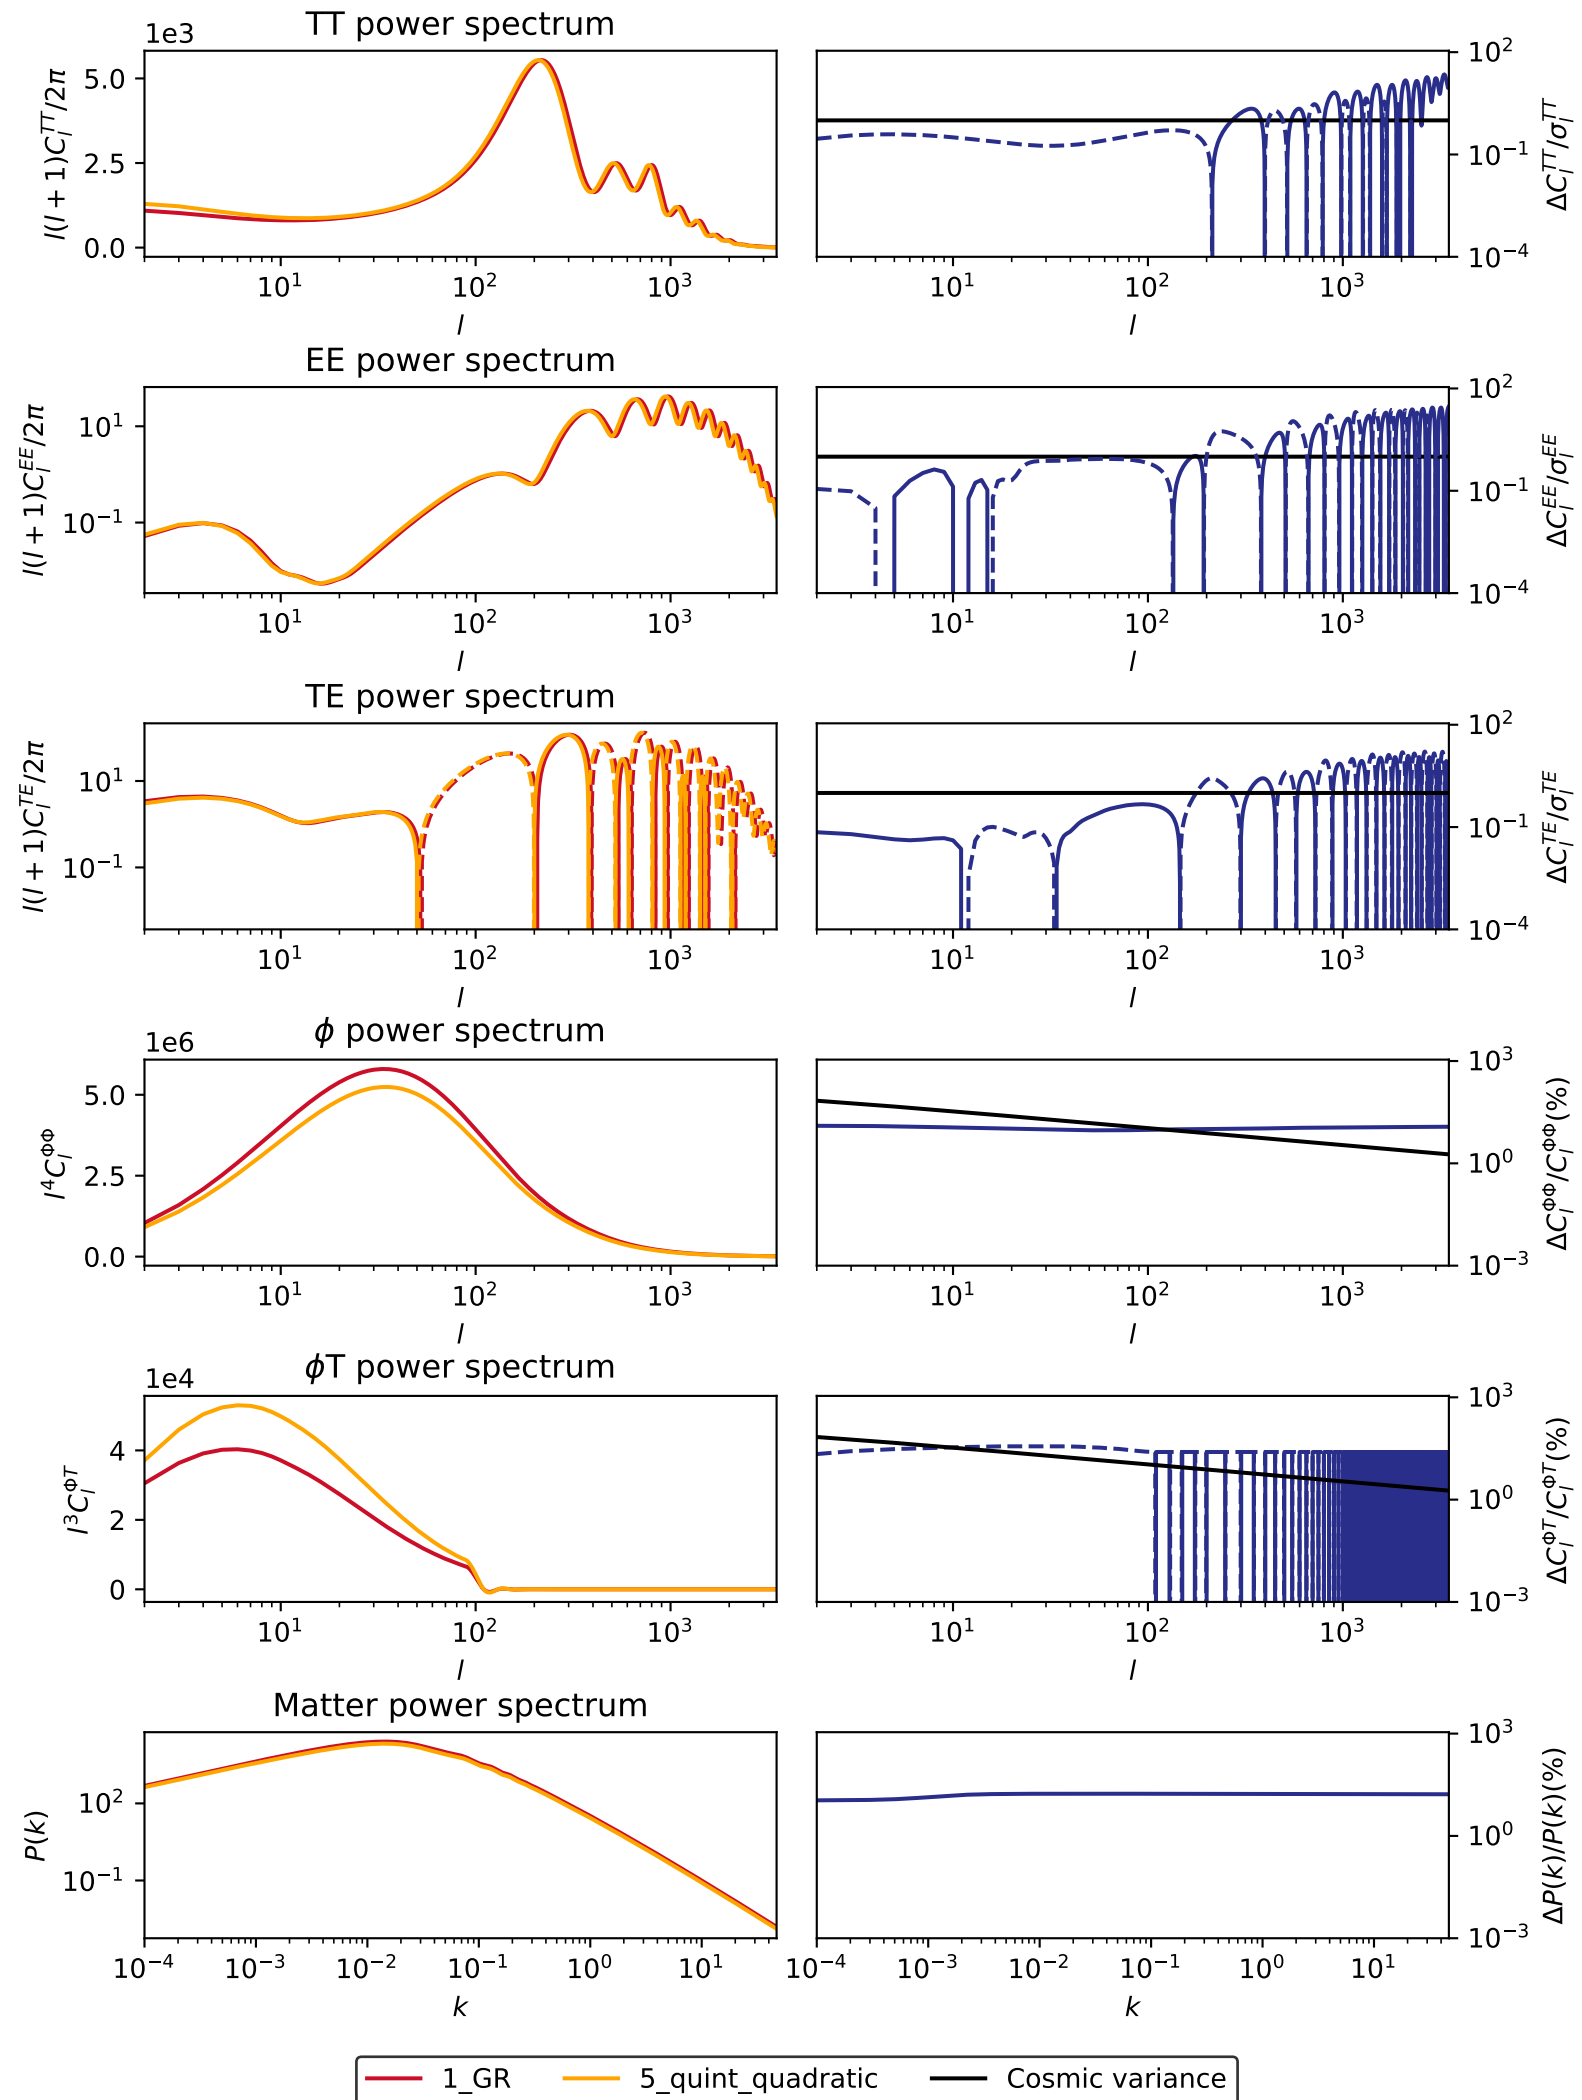 TT power spectrum
1e3
l(l + 1)C_l^{TT}/2π
5.0
2.5
0.0
10^1 10^2 10^3
l
10^1 10^2 10^3
l
10^2
10^{-1}
10^{-4}
ΔC_l^{TT}/σ_l^{TT}
EE power spectrum
l(l + 1)C_l^{EE}/2π
10^1
10^{-1}
10^1 10^2 10^3
l
10^1 10^2 10^3
l
10^2
10^{-1}
10^{-4}
ΔC_l^{EE}/σ_l^{EE}
TE power spectrum
l(l + 1)C_l^{TE}/2π
10^1
10^{-1}
10^1 10^2 10^3
l
10^1 10^2 10^3
l
10^2
10^{-1}
10^{-4}
ΔC_l^{TE}/σ_l^{TE}
ϕ power spectrum
1e6
l^4C_l^{ΦΦ}
5.0
2.5
0.0
10^1 10^2 10^3
l
10^1 10^2 10^3
l
10^3
10^0
10^{-3}
ΔC_l^{ΦΦ}/C_l^{ΦΦ}(%)
ϕT power spectrum
1e4
l^3C_l^{ΦT}
4
2
0
10^1 10^2 10^3
l
10^1 10^2 10^3
l
10^3
10^0
10^{-3}
ΔC_l^{ΦT}/C_l^{ΦT}(%)
Matter power spectrum
P(k)
10^2
10^{-1}
10^{-4} 10^{-3} 10^{-2} 10^{-1} 10^0 10^1
k
10^{-4} 10^{-3} 10^{-2} 10^{-1} 10^0 10^1
k
10^3
10^0
10^{-3}
ΔP(k)/P(k)(%)
1_GR 5_quint_quadratic Cosmic variance